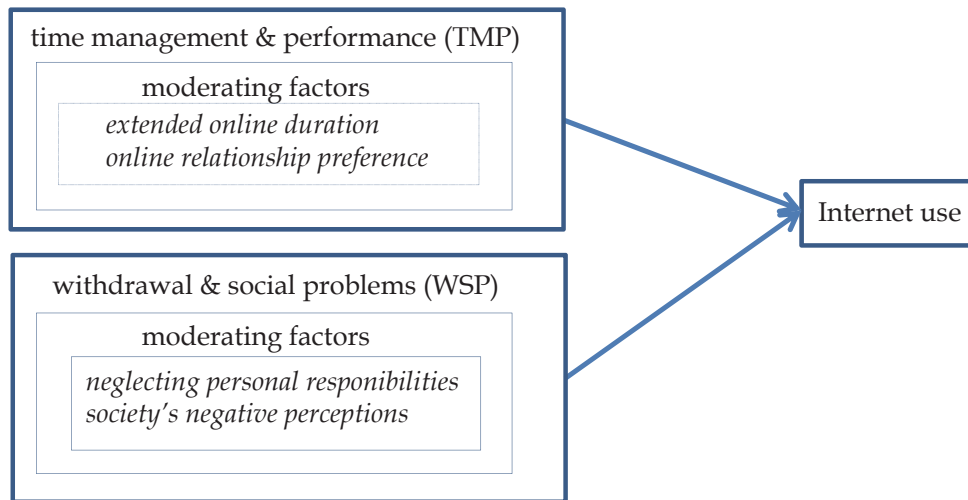 time management & performance (TMP)
moderating factors
extended online duration
online relationship preference
Internet use
withdrawal & social problems (WSP)
moderating factors
neglecting personal responibilities
society’s negative perceptions